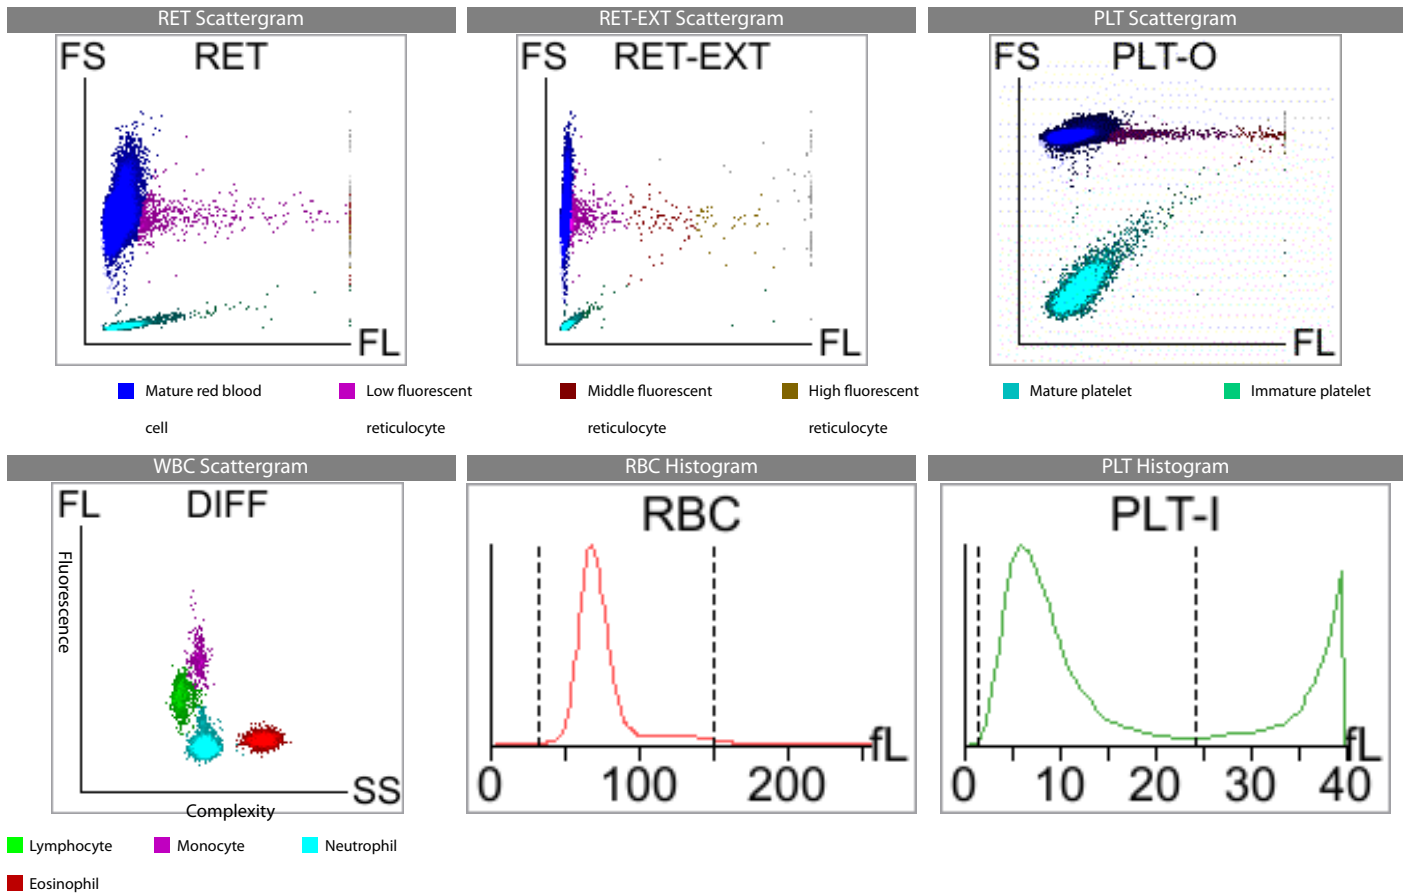 RET Scattergram
RET-EXT Scattergram
PLT Scattergram
FS RET
FL
FS RET-EXT
FL
FS PLT-O
FL
Mature red blood
cell
Low fluorescent
reticulocyte
Middle fluorescent
reticulocyte
High fluorescent
reticulocyte
Mature platelet
Immature platelet
WBC Scattergram
RBC Histogram
PLT Histogram
FL DIFF
Fluorescence
SS
Complexity
RBC
fL
0 100 200
PLT-I
fL
0 10 20 30 40
Lymphocyte
Monocyte
Neutrophil
Eosinophil